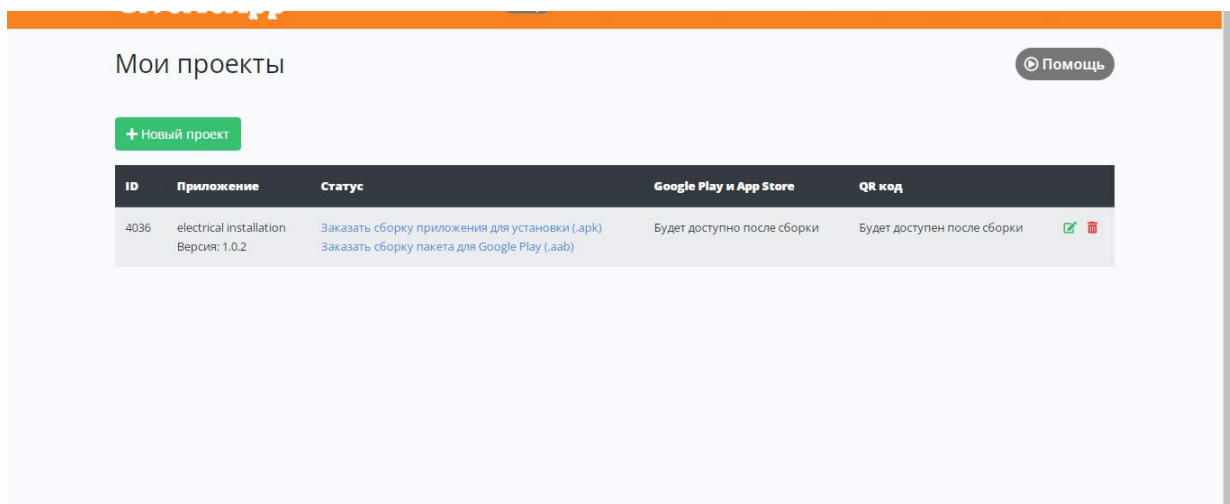 Мои проекты
Помощь
Новый проект
ID Приложение Статус Google Play и App Store QR код
4036 electrical installation Заказать сборку приложения для установки (.apk) Будет доступно после сборки Будет доступен после сборки
Версия: 1.0.2 Заказать сборку пакета для Google Play (.aab)